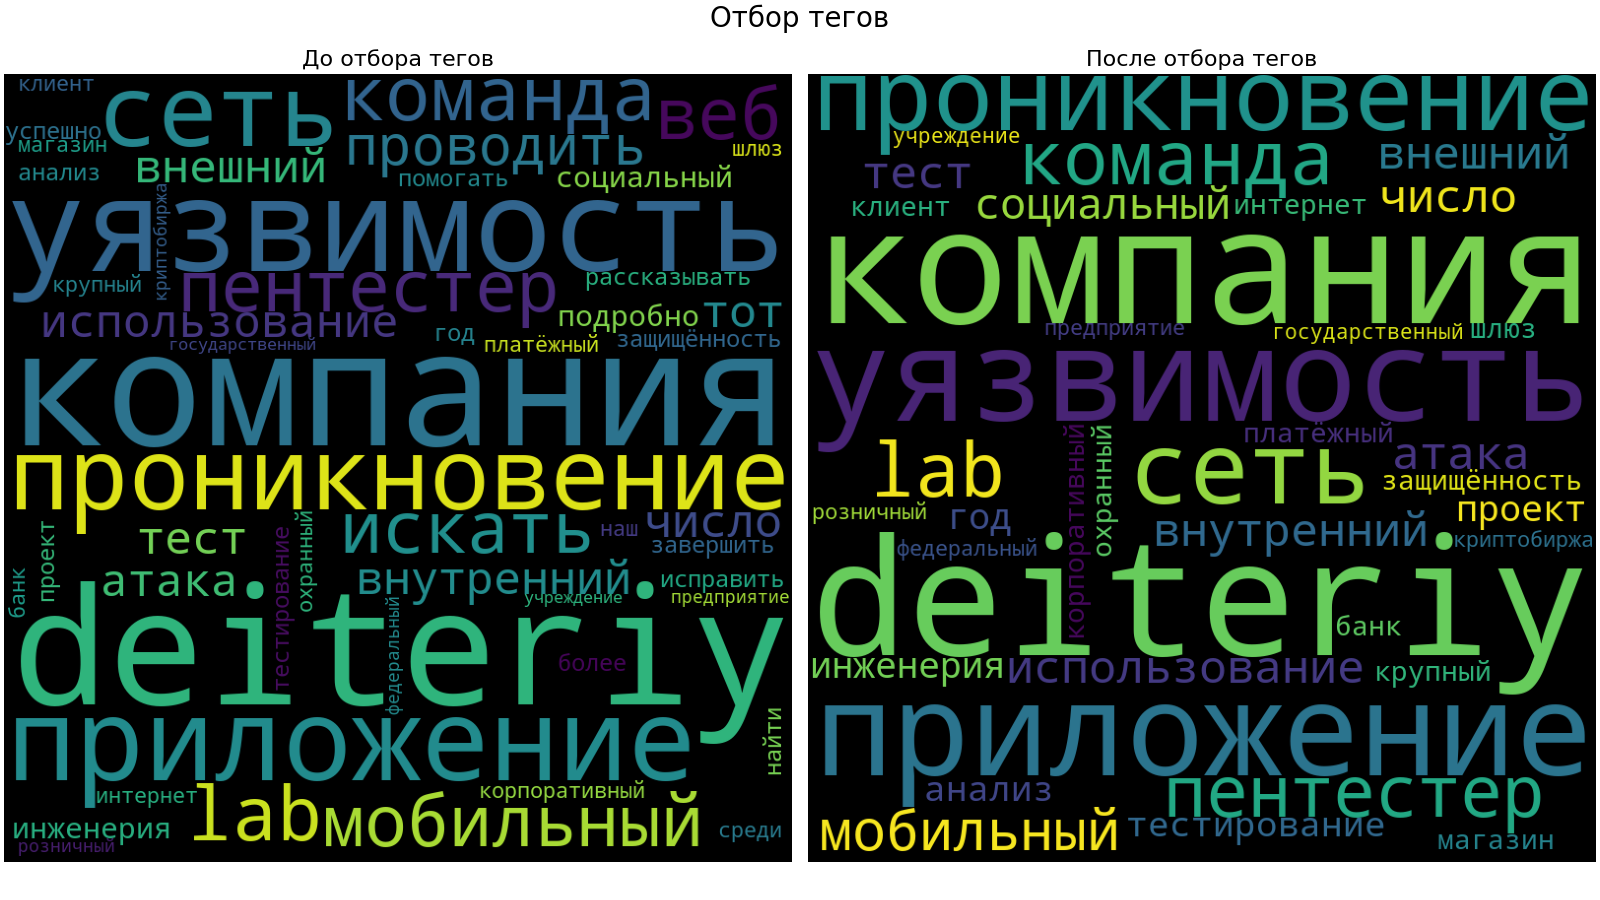 Отбор тегов
До отбора тегов
клиент
сеть
команда
веб
успешно
магазин
проводить
шлюз
анализ
внешний
помогать
социальный
уязвимость
криптобиржа
пентестер
рассказывать
крупный
использование
подробно
тот
год
платёжный
защищённость
государственный
компания
проникновение
тест
искать
наш
число
завершить
проект
охранный
тестирование
атака
внутренний
исправить
банк
учреждение
предприятие
deiteriy
федеральный
более
приложение
найти
интернет
lab
мобильный
корпоративный
инженерия
среди
розничный
После отбора тегов
проникновение
учреждение
команда
внешний
тест
число
клиент
социальный
интернет
компания
предприятие
государственный
шлюз
уязвимость
платёжный
атака
lab
корпоративный
охранный
сеть
защищённость
розничный
год
внутренний
проект
федеральный
криптобиржа
deiteriy
банк
инженерия
использование
крупный
приложение
анализ
пентестер
мобильный
тестирование
магазин